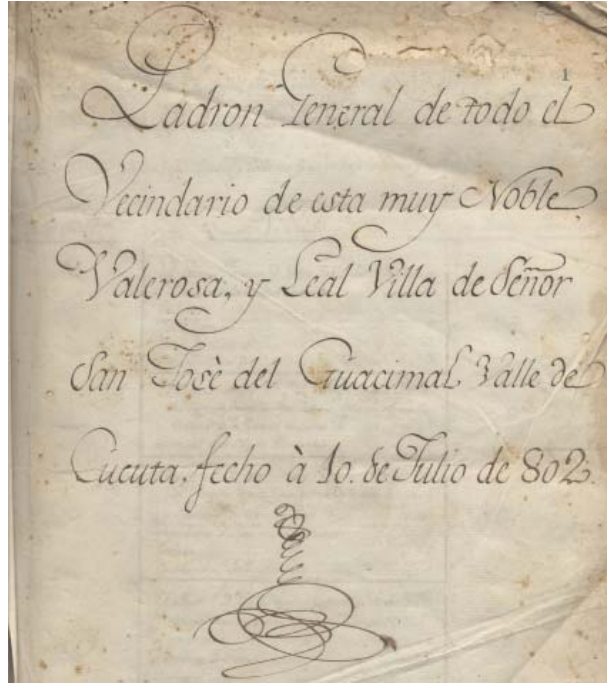 1
Padron General de todo el
Vecindario de esta muy Noble,
Valerosa, y Leal Villa de Señor
San Josè del Guacimal Valle de
Cucuta. fecho à 10. de Julio de 802.